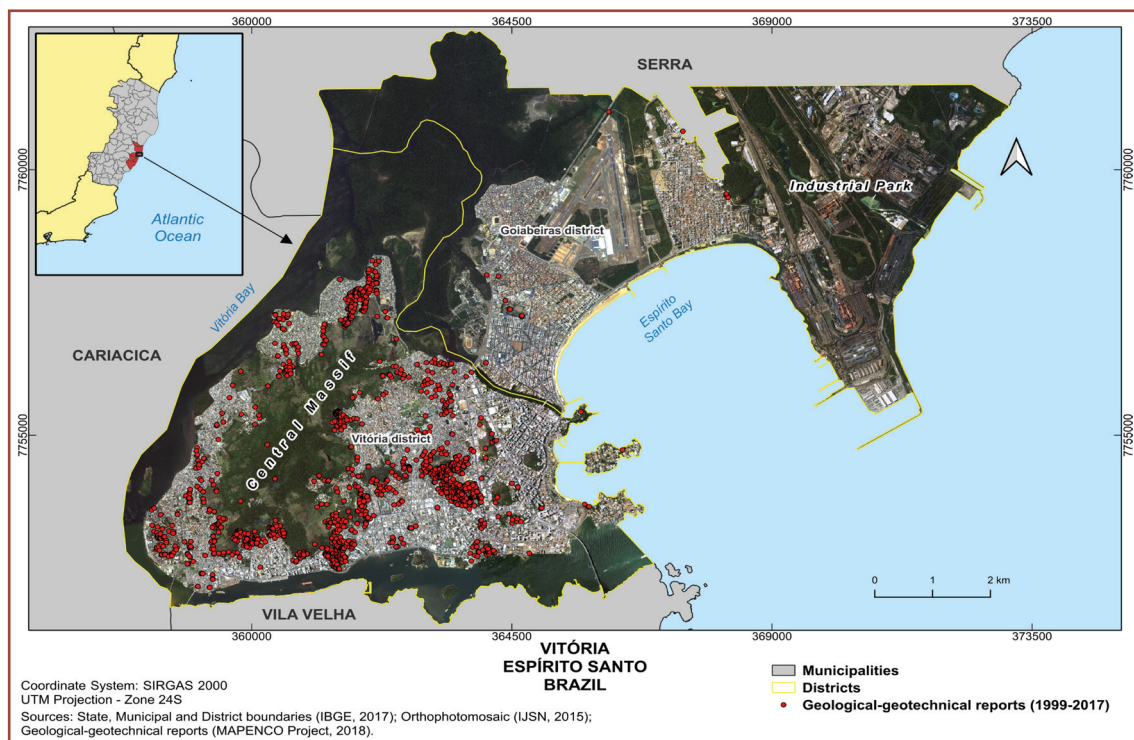 360000
364500
369000
373500
SERRA
7760000
7760000
Atlantic
Ocean
Industrial Park
Goiabeiras district
Vitória Bay
Espírito
Santo Bay
CARIACICA
Central Massif
7755000
7755000
Vitória district
0 1 2 km
VILA VELHA
360000
364500
369000
373500
VITÓRIA
ESPÍRITO SANTO
BRAZIL
Municipalities
Districts
Geological-geotechnical reports (1999-2017)
Coordinate System: SIRGAS 2000
UTM Projection - Zone 24S
Sources: State, Municipal and District boundaries (IBGE, 2017); Orthophotomosaic (IJSN, 2015);
Geological-geotechnical reports (MAPENCO Project, 2018).